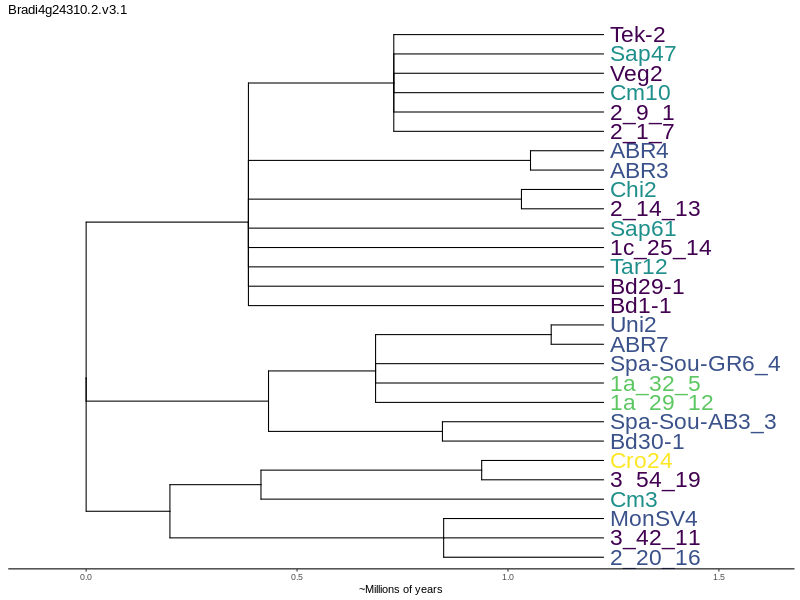 Bradi4g24310.2.v3.1
Tek-2
Sap47
Veg2
Cm10
2_9_1
2_1_7
ABR4
ABR3
Chi2
2_14_13
Sap61
1c_25_14
Tar12
Bd29-1
Bd1-1
Uni2
ABR7
Spa-Sou-GR6_4
1a_32_5
1a_29_12
Spa-Sou-AB3_3
Bd30-1
Cro24
3_54_19
Cm3
MonSV4
3_42_11
2_20_16
0.0 0.5 1.0 1.5
~Millions of years